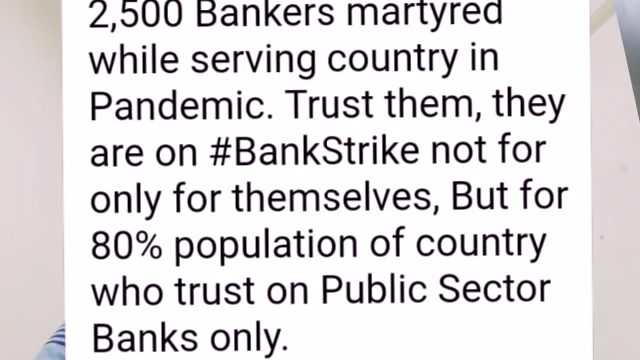 2,500 Bankers martyred
while serving country in
Pandemic. Trust them, they
are on #BankStrike not for
only for themselves, But for
80% population of country
who trust on Public Sector
Banks only.